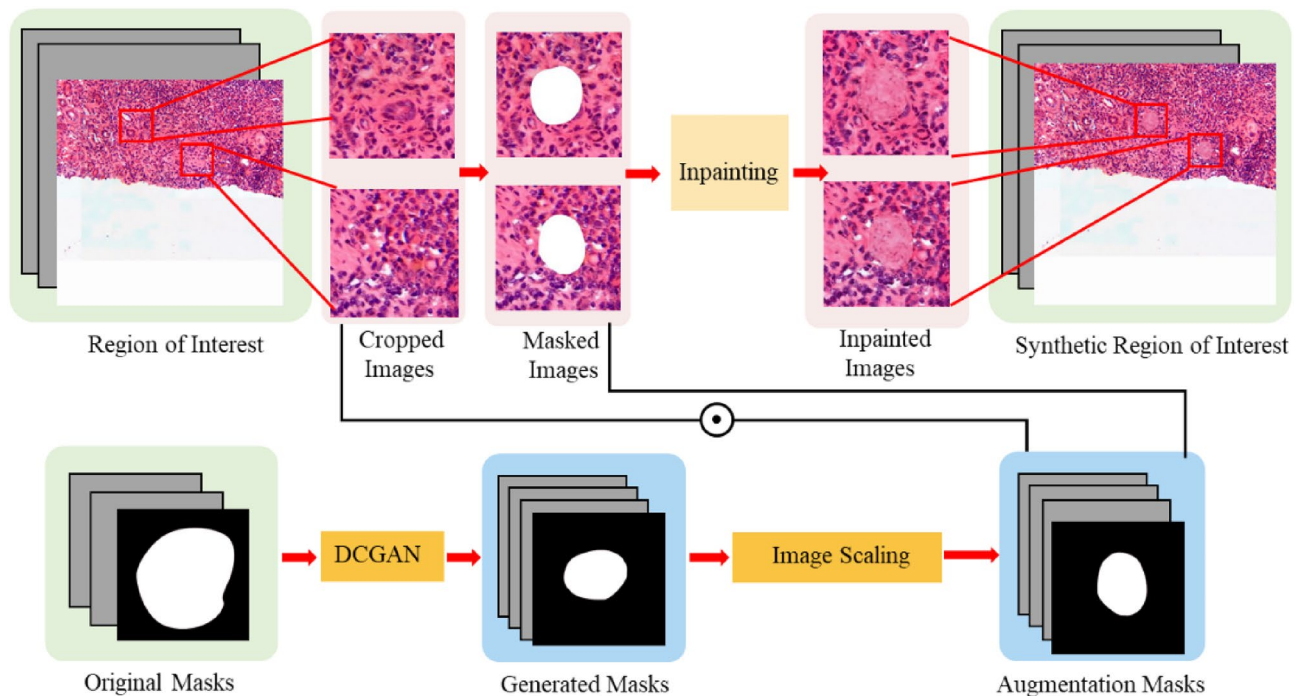 Inpainting
Region of Interest
Cropped
Images
Masked
Images
Inpainted
Images
Synthetic Region of Interest
DCGAN
Image Scaling
Original Masks
Generated Masks
Augmentation Masks